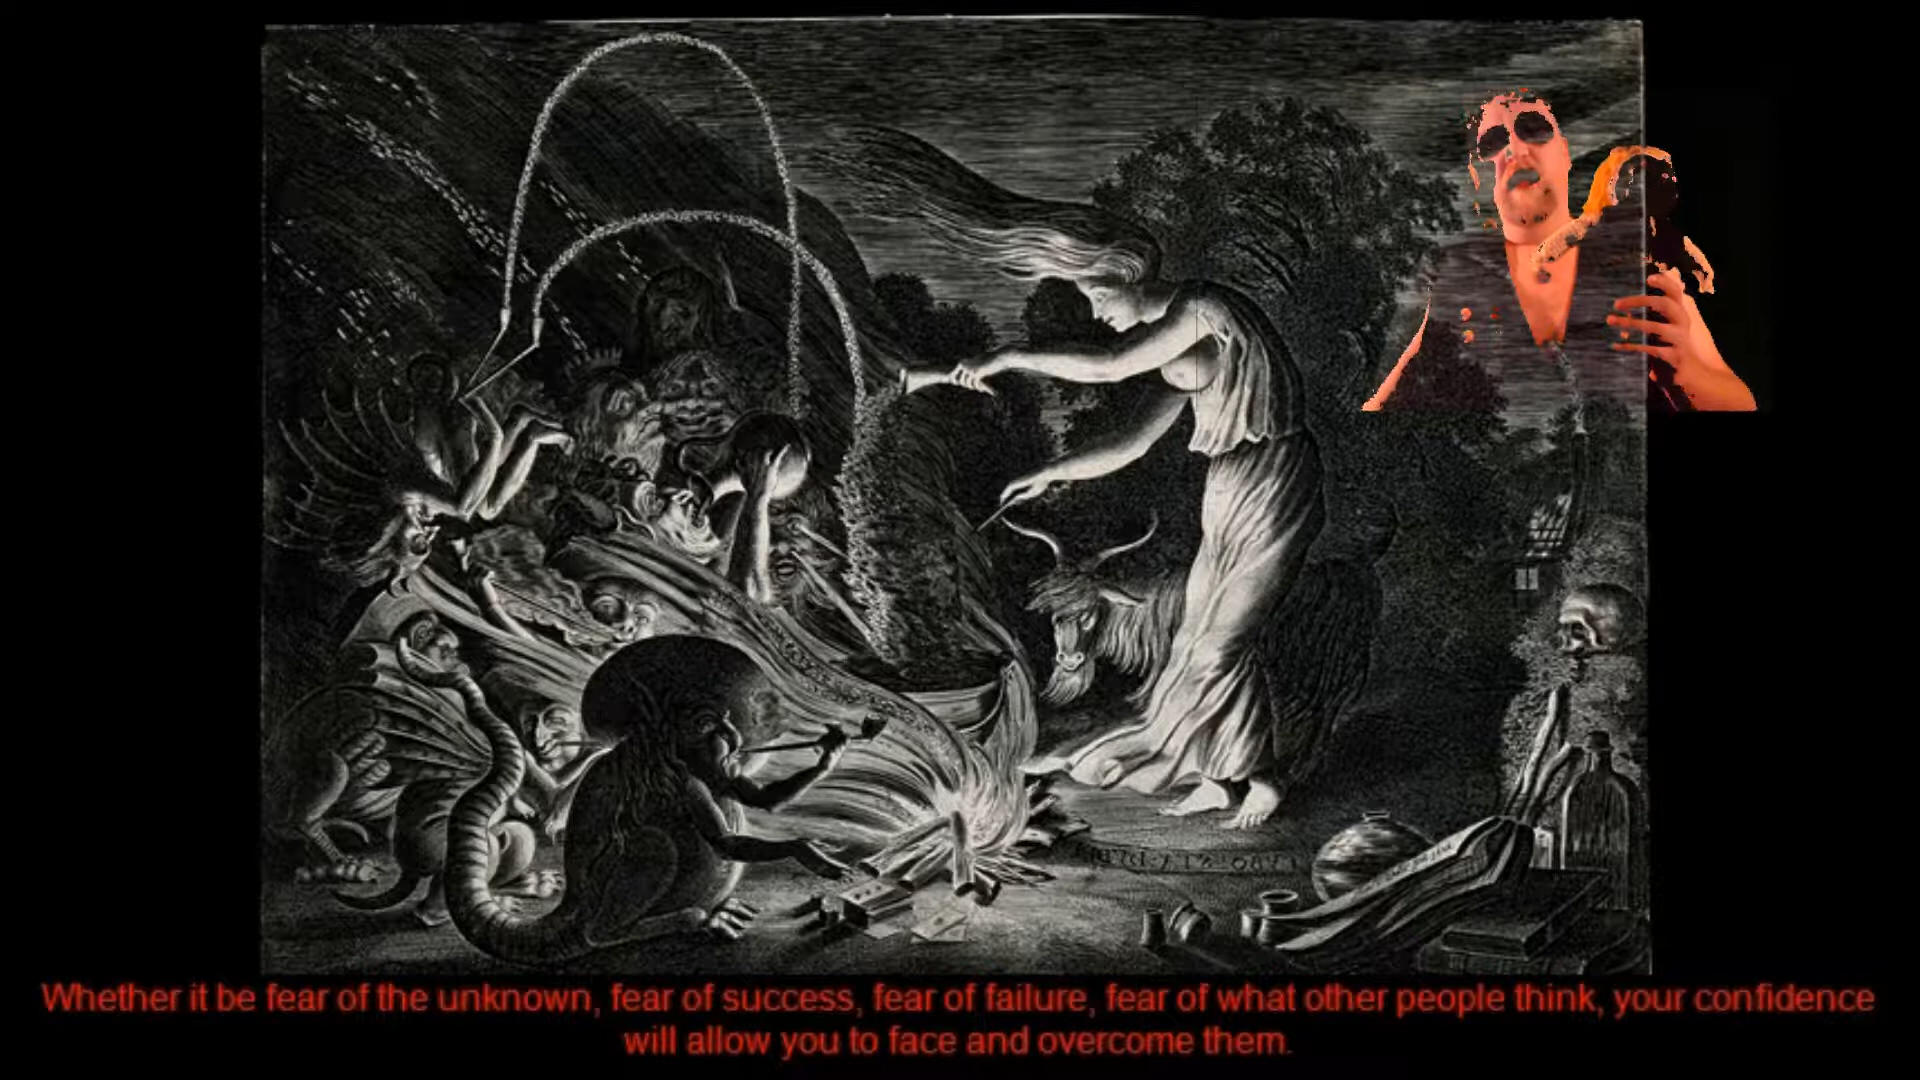 Whether it be fear of the unknown, fear of success, fear of failure, fear of what other people think, your confidence
will allow you to face and overcome them.